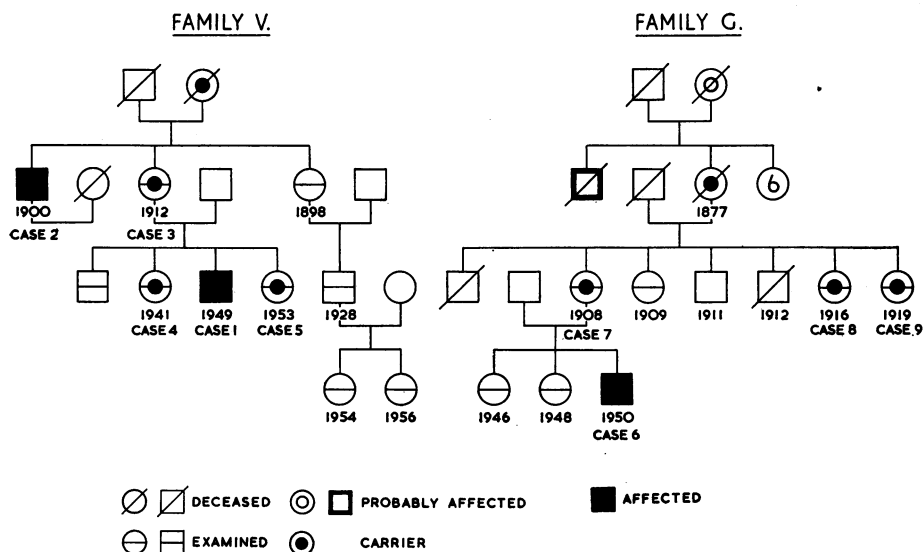 FAMILY V.
FAMILY G.
1900
CASE 2
1912
CASE 3
1898
6
1877
1941
CASE 4
1949
CASE 1
1953
CASE 5
1928
1908
CASE 7
1909
1911
1912
1916
CASE 8
1919
CASE 9
1954
1956
1946
1948
1950
CASE 6
DECEASED
PROBABLY AFFECTED
AFFECTED
EXAMINED
CARRIER